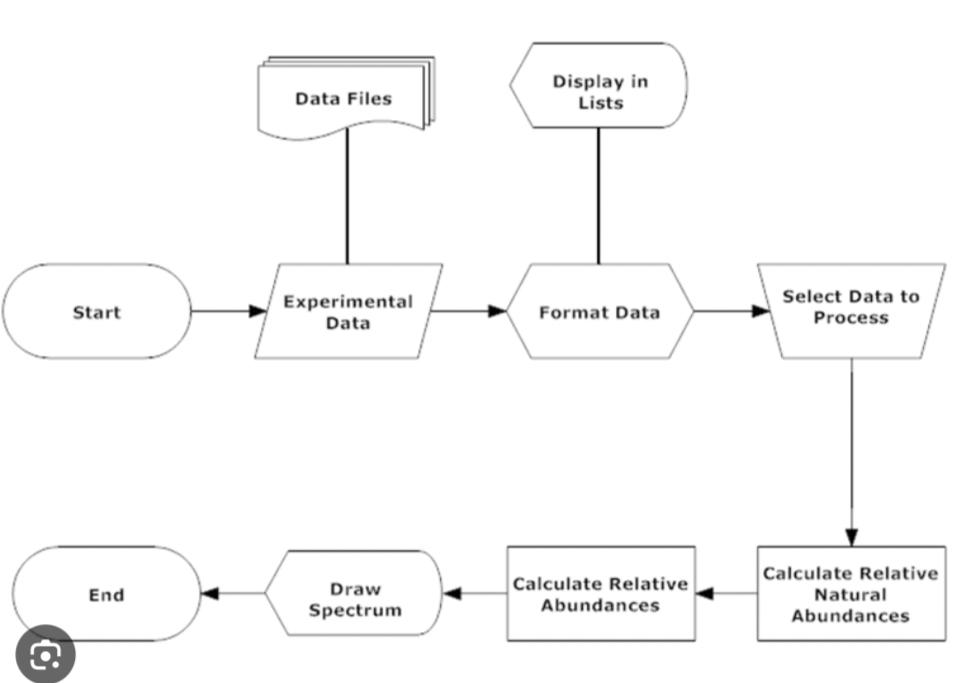 Data Files
Display in
Lists
Start
Experimental
Data
Format Data
Select Data to
Process
End
Draw
Spectrum
Calculate Relative
Abundances
Calculate Relative
Natural
Abundances